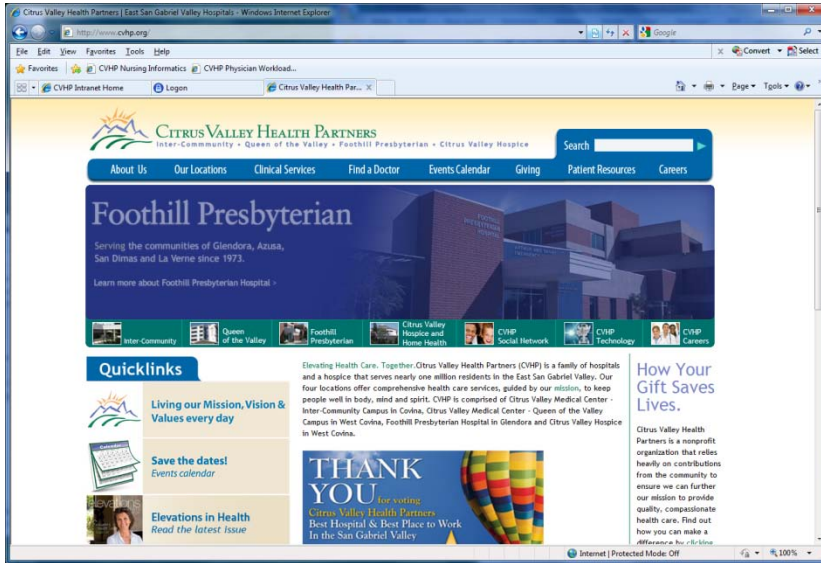 Citrus Valley Health Partners | East San Gabriel Valley Hospitals - Windows Internet Explorer
http://www.cvhp.org/
Google
File Edit View Favorites Tools Help
x Convert Select
Favorites CVHP Nursing Informatics CVHP Physician Workload...
CVHP Intranet Home Logon Citrus Valley Health Par... X
Page Tools
CITRUS VALLEY HEALTH PARTNERS
Inter-Community • Queen of the Valley • Foothill Presbyterian • Citrus Valley Hospice
Search
About Us Our Locations Clinical Services Find a Doctor Events Calendar Giving Patient Resources Careers
Foothill Presbyterian
Serving the communities of Glendora, Azusa,
San Dimas and La Verne since 1973.
Learn more about Foothill Presbyterian Hospital ›
FOOTHILL
PRESBYTERIAN
HOSPITAL
Inter-Community
Queen
of the Valley
Foothill
Presbyterian
Citrus Valley
Hospice and
Home Health
CVHP
Social Network
CVHP
Technology
CVHP
Careers
Quicklinks
Living our Mission, Vision &
Values every day
Save the dates!
Events calendar
elevations
Elevations in Health
Read the latest Issue
Elevating Health Care. Together. Citrus Valley Health Partners (CVHP) is a family of hospitals
and a hospice that serves nearly one million residents in the East San Gabriel Valley. Our
four locations offer comprehensive health care services, guided by our mission, to keep
people well in body, mind and spirit. CVHP is comprised of Citrus Valley Medical Center -
Inter-Community Campus in Covina, Citrus Valley Medical Center - Queen of the Valley
Campus in West Covina, Foothill Presbyterian Hospital in Glendora and Citrus Valley Hospice
in West Covina.
THANK
YOU for voting
Citrus Valley Health Partners
Best Hospital & Best Place to Work
In the San Gabriel Valley
How Your
Gift Saves
Lives.
Citrus Valley Health
Partners is a nonprofit
organization that relies
heavily on contributions
from the community to
ensure we can further
our mission to provide
quality, compassionate
health care. Find out
how you can make a
difference by clicking
Internet | Protected Mode: Off
100%